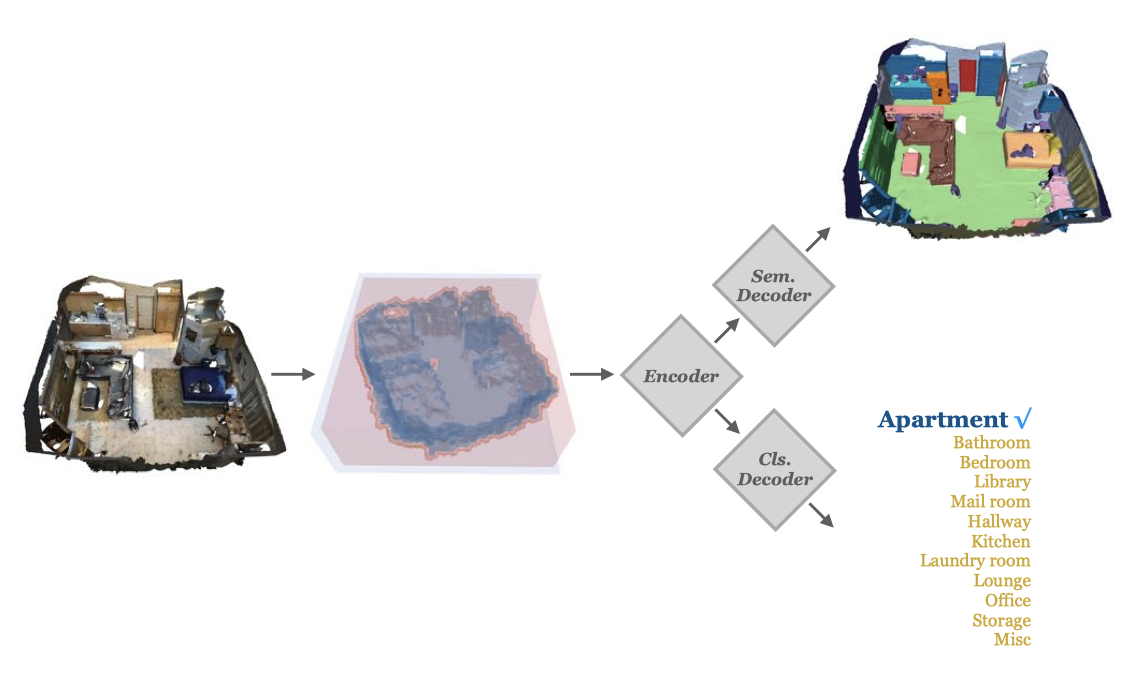 Sem.
Decoder
Encoder
Cls.
Decoder
Apartment √
Bathroom
Bedroom
Library
Mail room
Hallway
Kitchen
Laundry room
Lounge
Office
Storage
Misc